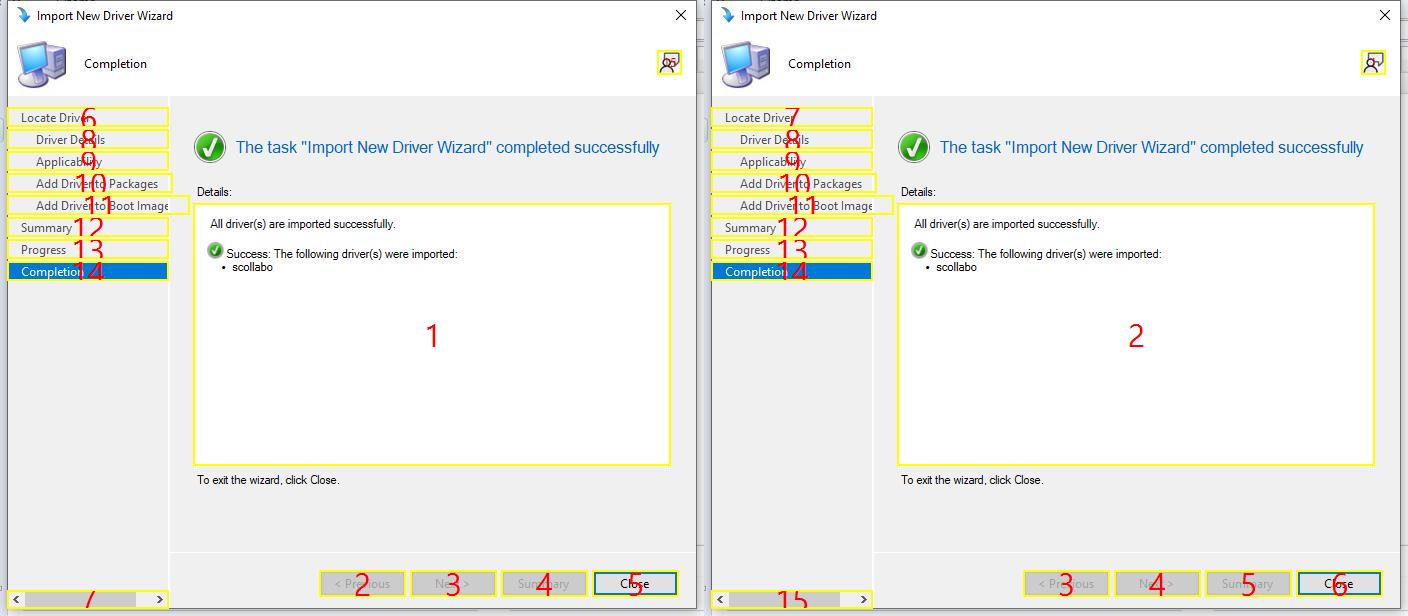 Import New Driver Wizard
Completion
Locate Driver 6
Driver Details 8
Applicability 9
Add Driver to Packages 10
Add Driver to Boot Image 11
Summary 12
Progress 13
Completion 14
The task "Import New Driver Wizard" completed successfully
Details:
All driver(s) are imported successfully.
Success: The following driver(s) were imported:
• scollabo
1
To exit the wizard, click Close.
< Previous 2
Next > 3
Summary 4
Close 5
< 7 >
Import New Driver Wizard
Completion
Locate Driver 7
Driver Details 8
Applicability 9
Add Driver to Packages 10
Add Driver to Boot Image 11
Summary 12
Progress 13
Completion 14
The task "Import New Driver Wizard" completed successfully
Details:
All driver(s) are imported successfully.
Success: The following driver(s) were imported:
• scollabo
2
To exit the wizard, click Close.
< Previous 3
Next > 4
Summary 5
Close 6
< 15 >